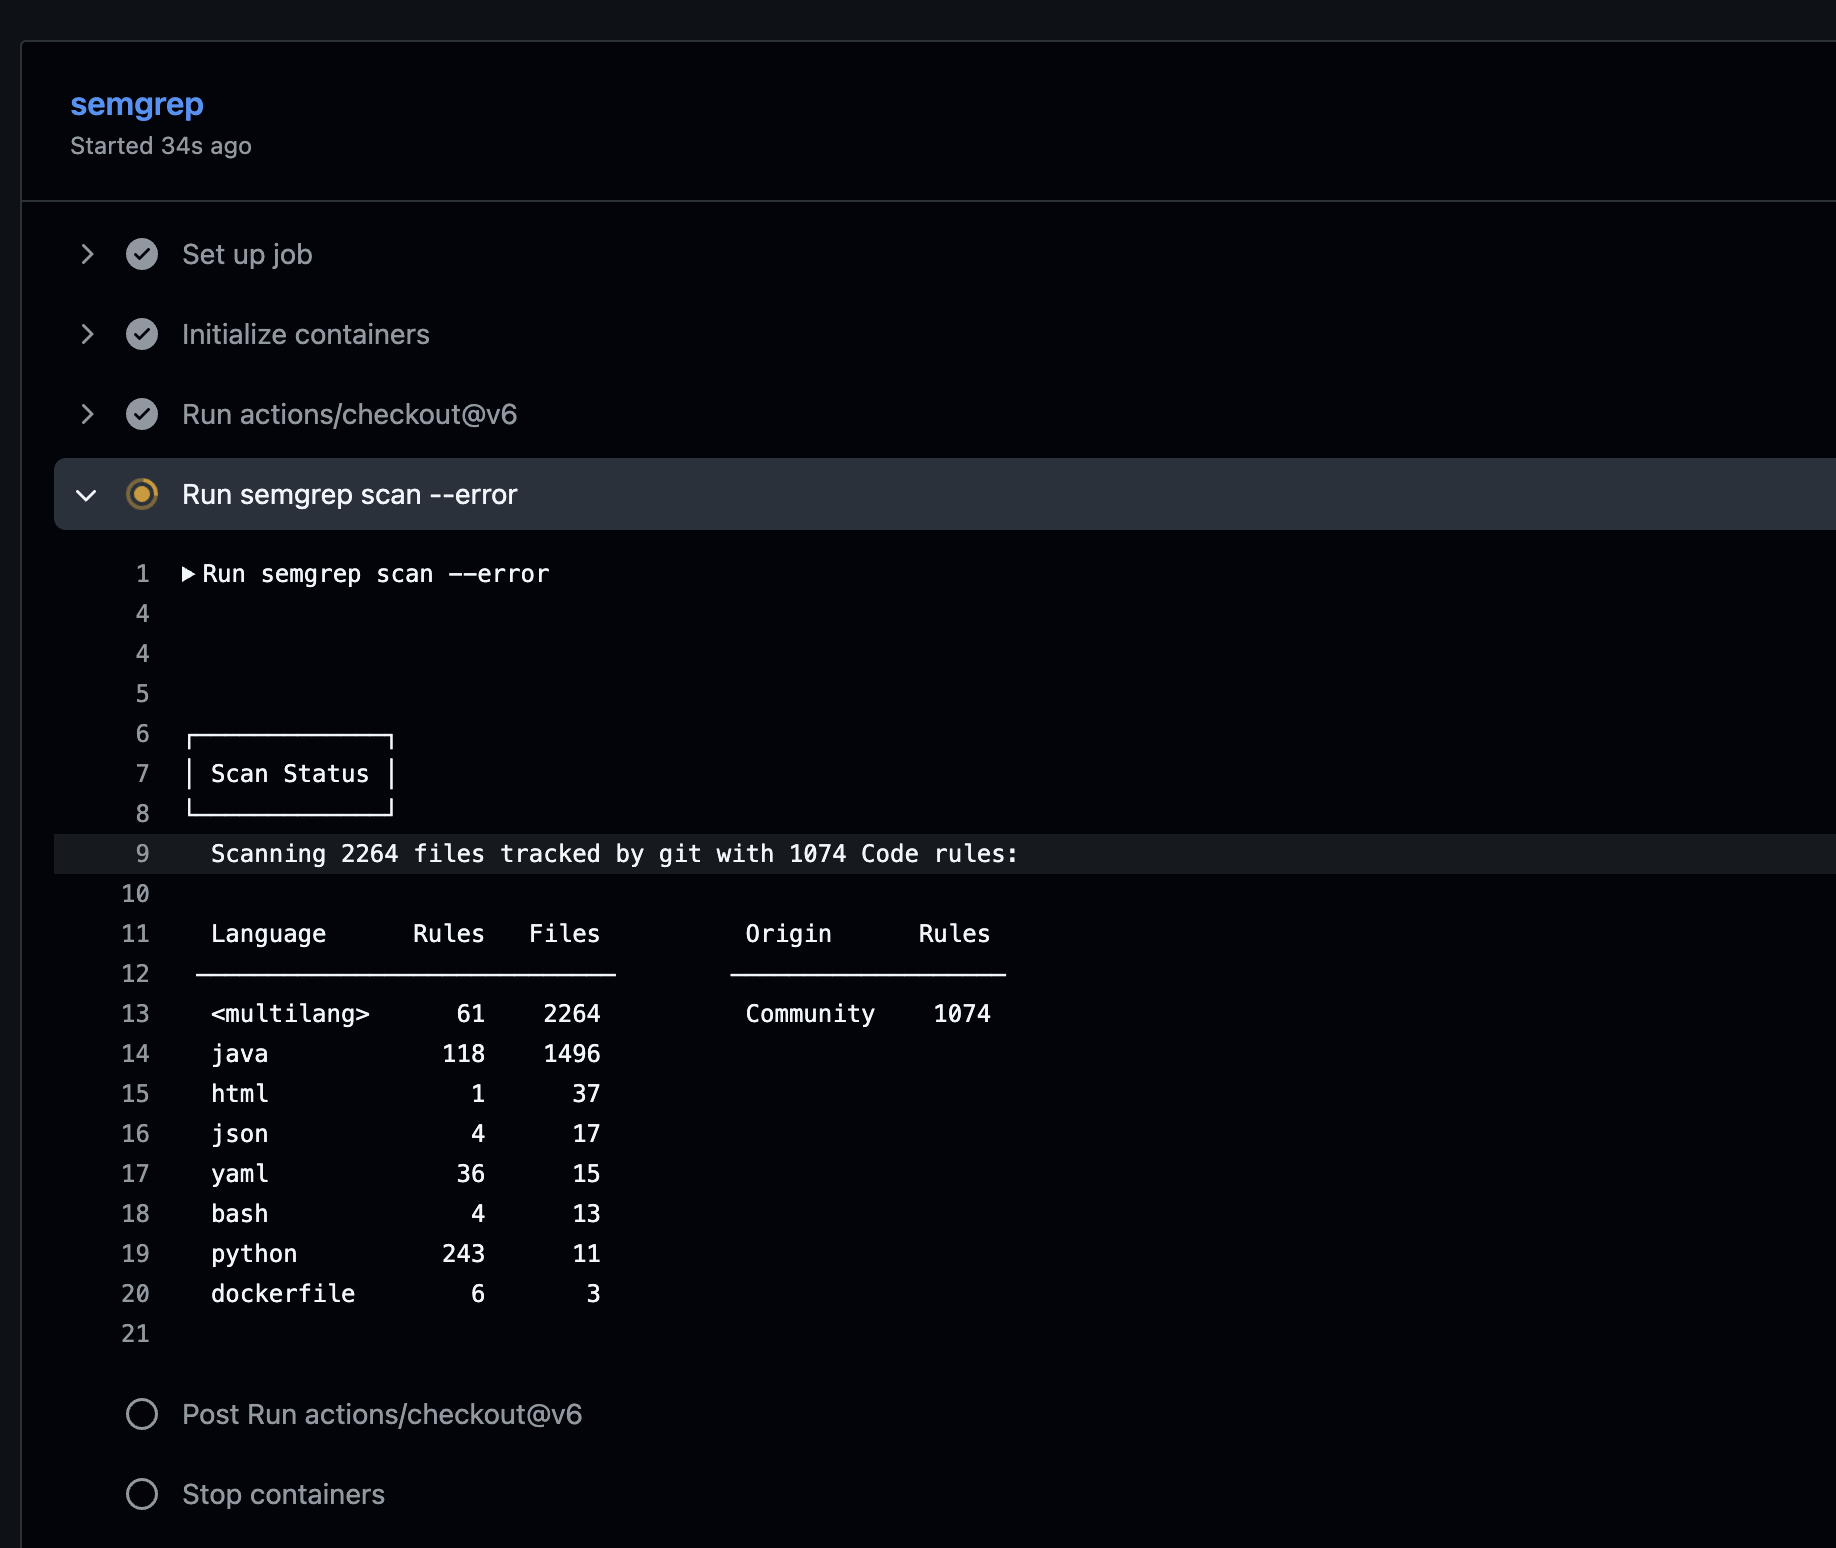 semgrep
Started 34s ago
Set up job
Initialize containers
Run actions/checkout@v6
Run semgrep scan --error
1 Run semgrep scan --error
4
4
5
6
7 Scan Status
8
9 Scanning 2264 files tracked by git with 1074 Code rules:
10
11 Language Rules Files Origin Rules
12
13 <multilang> 61 2264 Community 1074
14 java 118 1496
15 html 1 37
16 json 4 17
17 yaml 36 15
18 bash 4 13
19 python 243 11
20 dockerfile 6 3
21
Post Run actions/checkout@v6
Stop containers